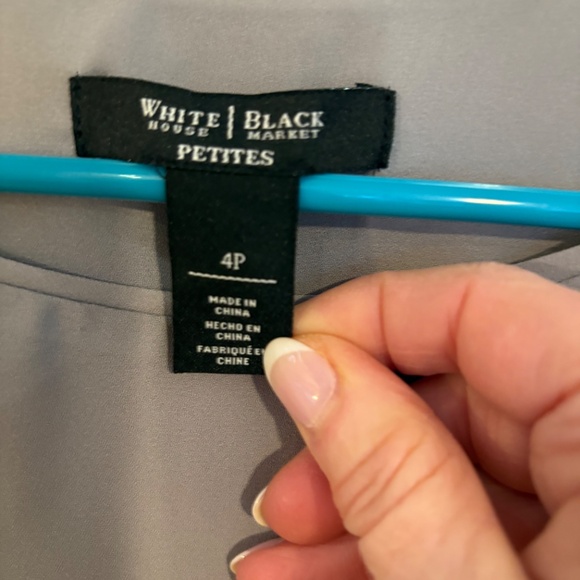 WHITE | BLACK
HOUSE MARKET
PETITES
4P
MADE IN
CHINA
HECHO EN
CHINA
FABRIQUÉ EN
CHINE